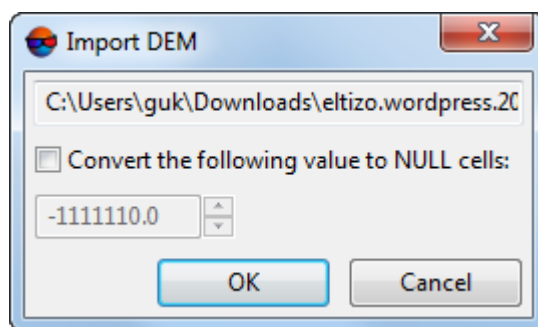 Import DEM
C:\Users\guk\Downloads\eltizo.wordpress.20
Convert the following value to NULL cells:
-1111110.0
OK Cancel